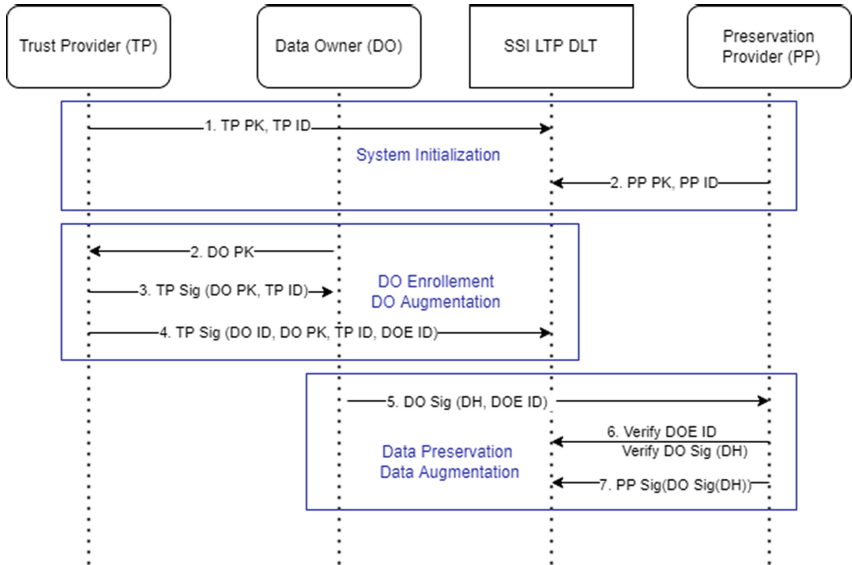 Trust Provider (TP)
Data Owner (DO)
SSI LTP DLT
Preservation
Provider (PP)
1. TP PK, TP ID
System Initialization
2. PP PK, PP ID
2. DO PK
3. TP Sig (DO PK, TP ID)
DO Enrollement
DO Augmentation
4. TP Sig (DO ID, DO PK, TP ID, DOE ID)
5. DO Sig (DH, DOE ID)
6. Verify DOE ID
Verify DO Sig (DH)
Data Preservation
Data Augmentation
7. PP Sig(DO Sig(DH))